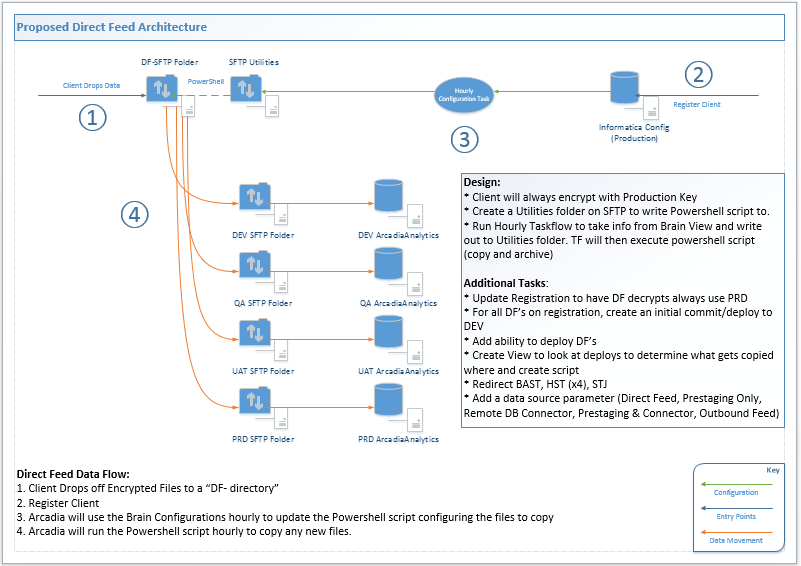 Proposed Direct Feed Architecture
DF-SFTP Folder
SFTP Utilities
Client Drops Data
PowerShell
1
Hourly
Configuration Task
3
2
Register Client
Informatica Config
(Production)
4
DEV SFTP Folder
DEV ArcadiaAnalytics
QA SFTP Folder
QA ArcadiaAnalytics
UAT SFTP Folder
UAT ArcadiaAnalytics
PRD SFTP Folder
PRD ArcadiaAnalytics
Design:
* Client will always encrypt with Production Key
* Create a Utilities folder on SFTP to write Powershell script to.
* Run Hourly Taskflow to take info from Brain View and write
out to Utilities folder. TF will then execute powershell script
(copy and archive)
Additional Tasks:
* Update Registration to have DF decrypts always use PRD
* For all DF's on registration, create an initial commit/deploy to
DEV
* Add ability to deploy DF's
* Create View to look at deploys to determine what gets copied
where and create script
* Redirect BAST, HST (x4), STJ
* Add a data source parameter (Direct Feed, Prestaging Only,
Remote DB Connector, Prestaging & Connector, Outbound Feed)
Direct Feed Data Flow:
1. Client Drops off Encrypted Files to a “DF- directory”
2. Register Client
3. Arcadia will use the Brain Configurations hourly to update the Powershell script configuring the files to copy
4. Arcadia will run the Powershell script hourly to copy any new files.
Key
Configuration
Entry Points
Data Movement